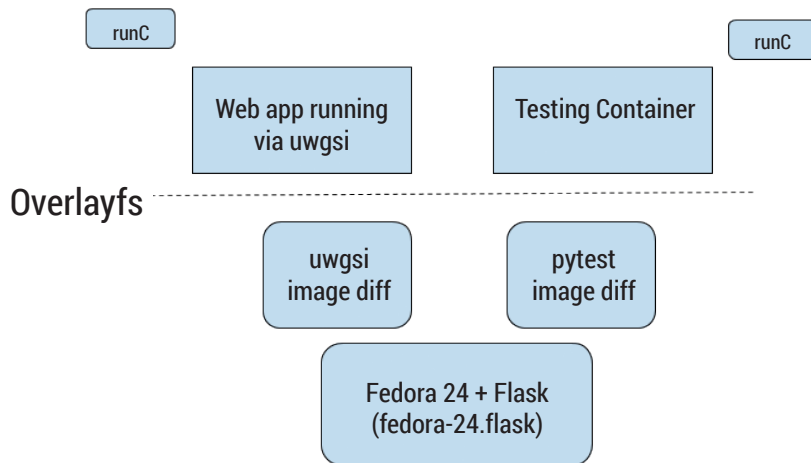 runC
runC
Web app running
via uwgsi
Testing Container
Overlayfs
uwgsi
image diff
pytest
image diff
Fedora 24 + Flask
(fedora-24.flask)